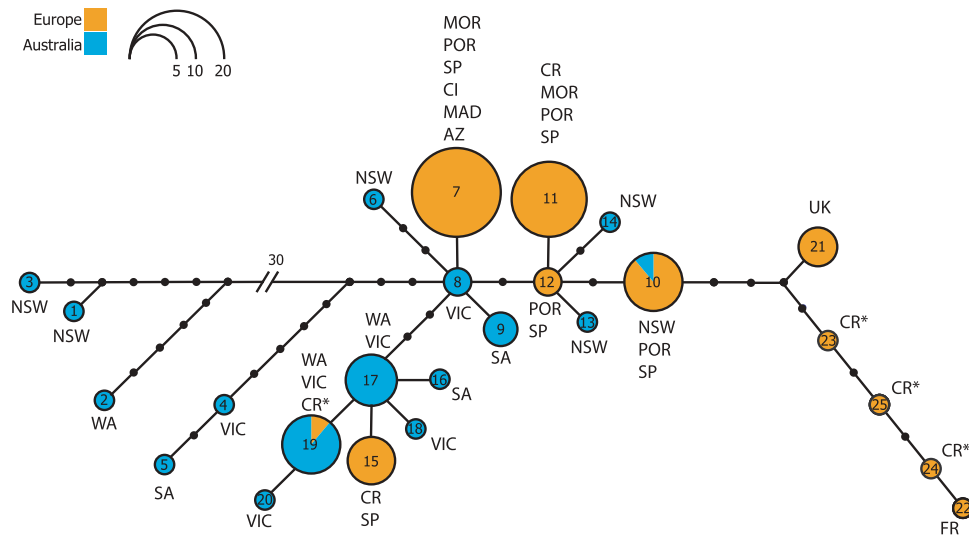 Europe
Australia
5 10 20
MOR
POR
SP
CI
MAD
AZ
CR
MOR
POR
SP
7
11
NSW
6
NSW
14
UK
21
30
3
NSW
1
NSW
8
VIC
12
POR
SP
10
NSW
POR
SP
9
SA
13
NSW
2
WA
4
VIC
5
SA
WA
VIC
17
WA
VIC
CR*
19
16
SA
18
VIC
15
CR
SP
20
VIC
23
CR*
25
CR*
24
CR*
22
FR